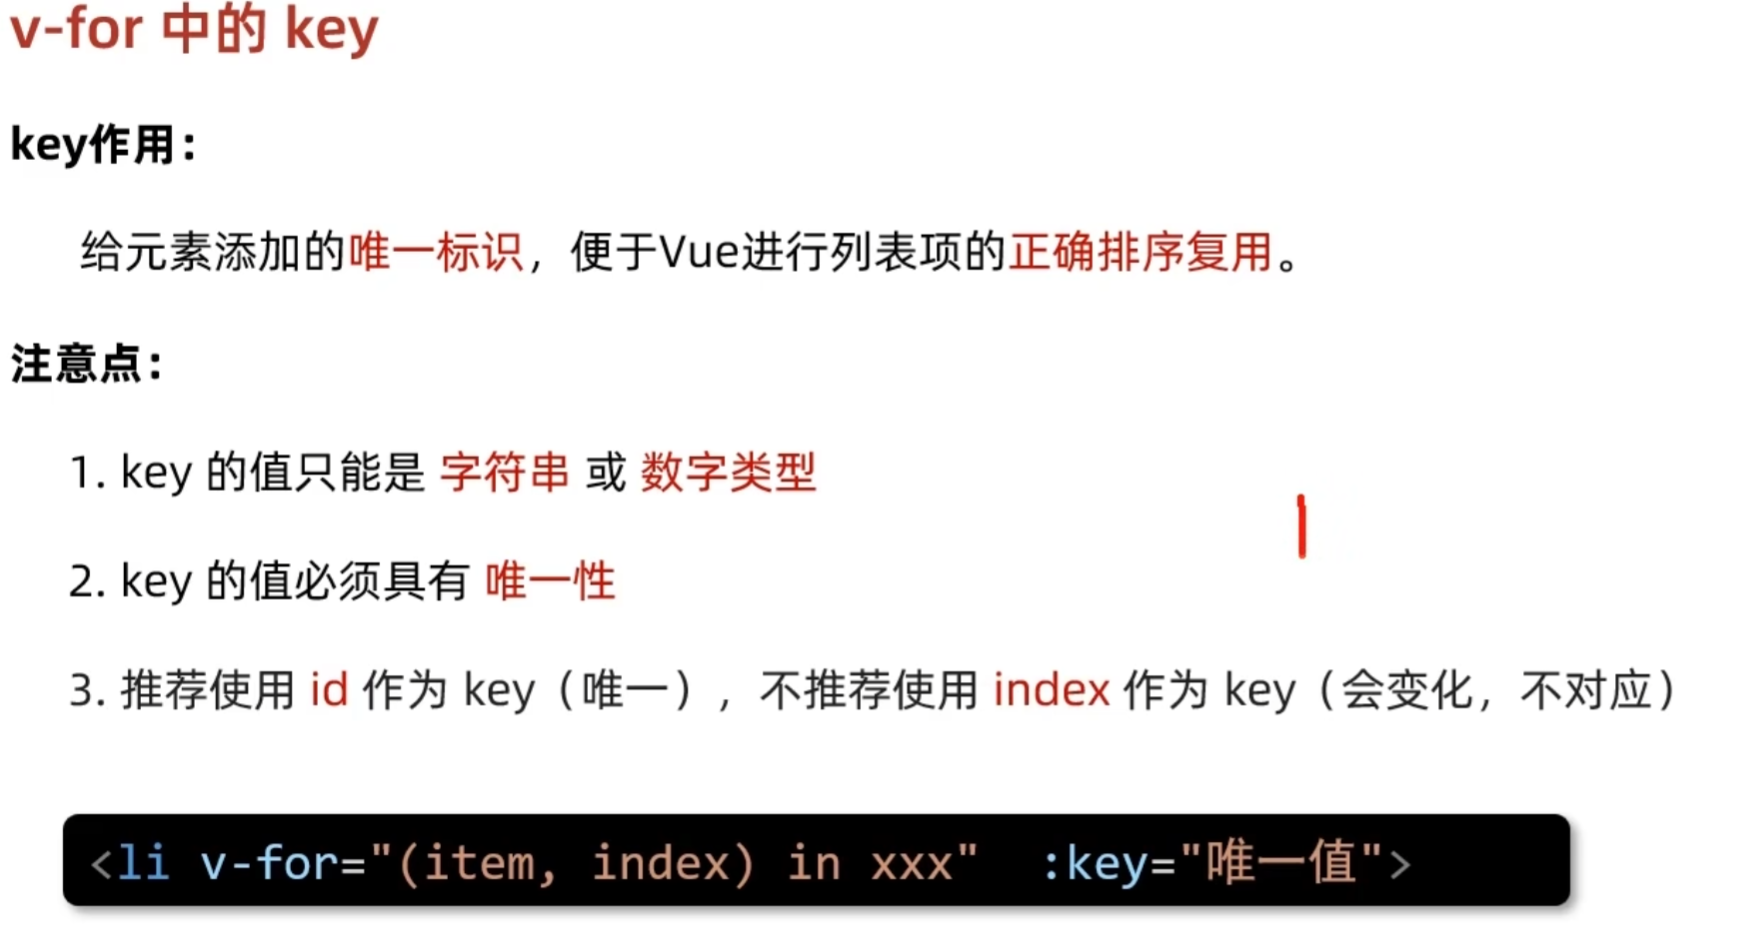 v-for 中的 key
key作用：
给元素添加的唯一标识，便于Vue进行列表项的正确排序复用。
注意点：
1. key 的值只能是 字符串 或 数字类型
2. key 的值必须具有 唯一性
3. 推荐使用 id 作为 key（唯一），不推荐使用 index 作为 key（会变化，不对应）
<li v-for="(item, index) in xxx" :key="唯一值">